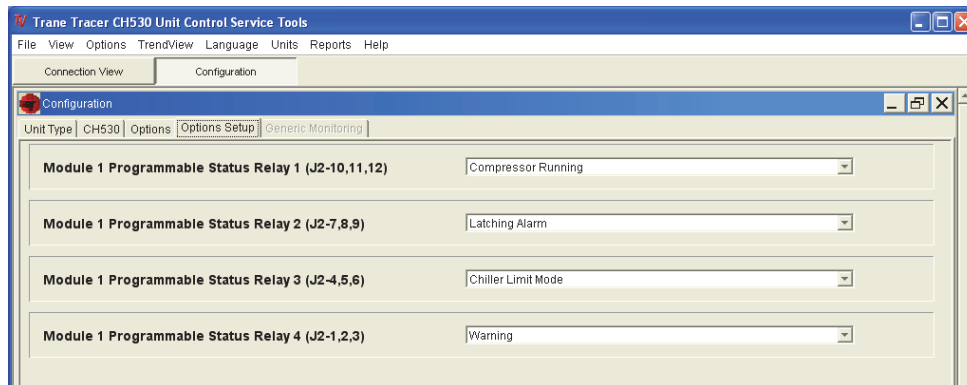 TV Trane Tracer CH530 Unit Control Service Tools
File View Options TrendView Language Units Reports Help
Connection View Configuration
Configuration
Unit Type CH530 Options Options Setup Generic Monitoring
Module 1 Programmable Status Relay 1 (J2-10,11,12) Compressor Running
Module 1 Programmable Status Relay 2 (J2-7,8,9) Latching Alarm
Module 1 Programmable Status Relay 3 (J2-4,5,6) Chiller Limit Mode
Module 1 Programmable Status Relay 4 (J2-1,2,3) Warning